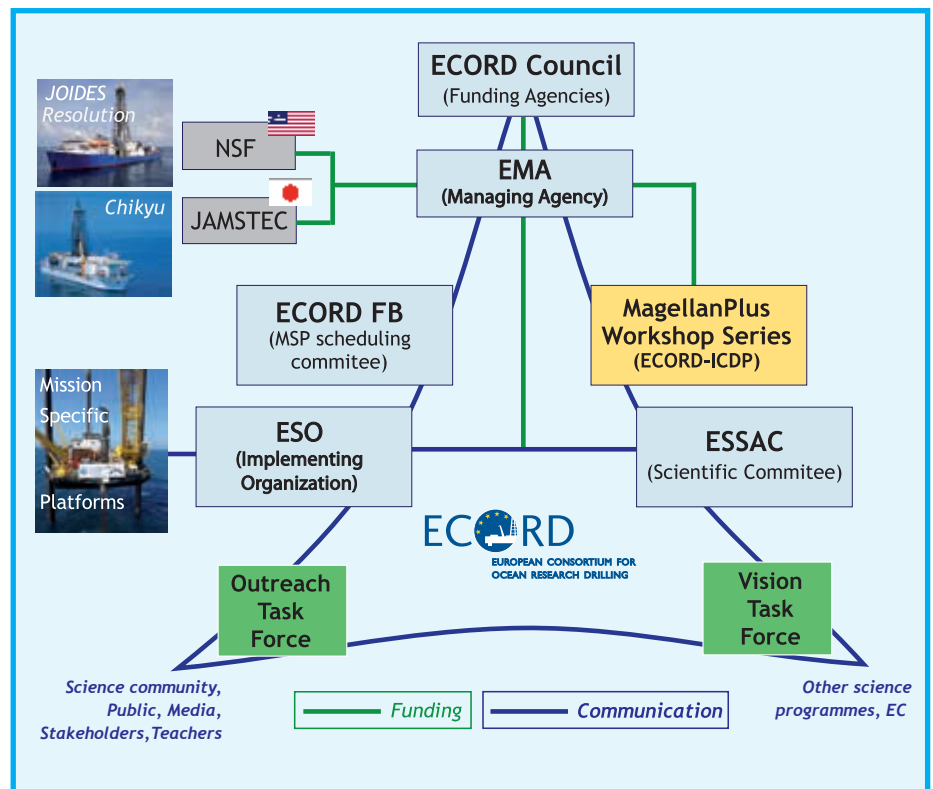 ECORD Council
(Funding Agencies)
JOIDES
Resolution
NSF
EMA
(Managing Agency)
Chikyu
JAMSTEC
ECORD FB
(MSP scheduling
commitee)
MagellanPlus
Workshop Series
(ECORD-ICDP)
Mission
Specific
Platforms
ESO
(Implementing
Organization)
ESSAC
(Scientific Commitee)
ECORD
EUROPEAN CONSORTIUM FOR
OCEAN RESEARCH DRILLING
Outreach
Task
Force
Vision
Task
Force
Science community,
Public, Media,
Stakeholders,Teachers
Funding
Communication
Other science
programmes, EC